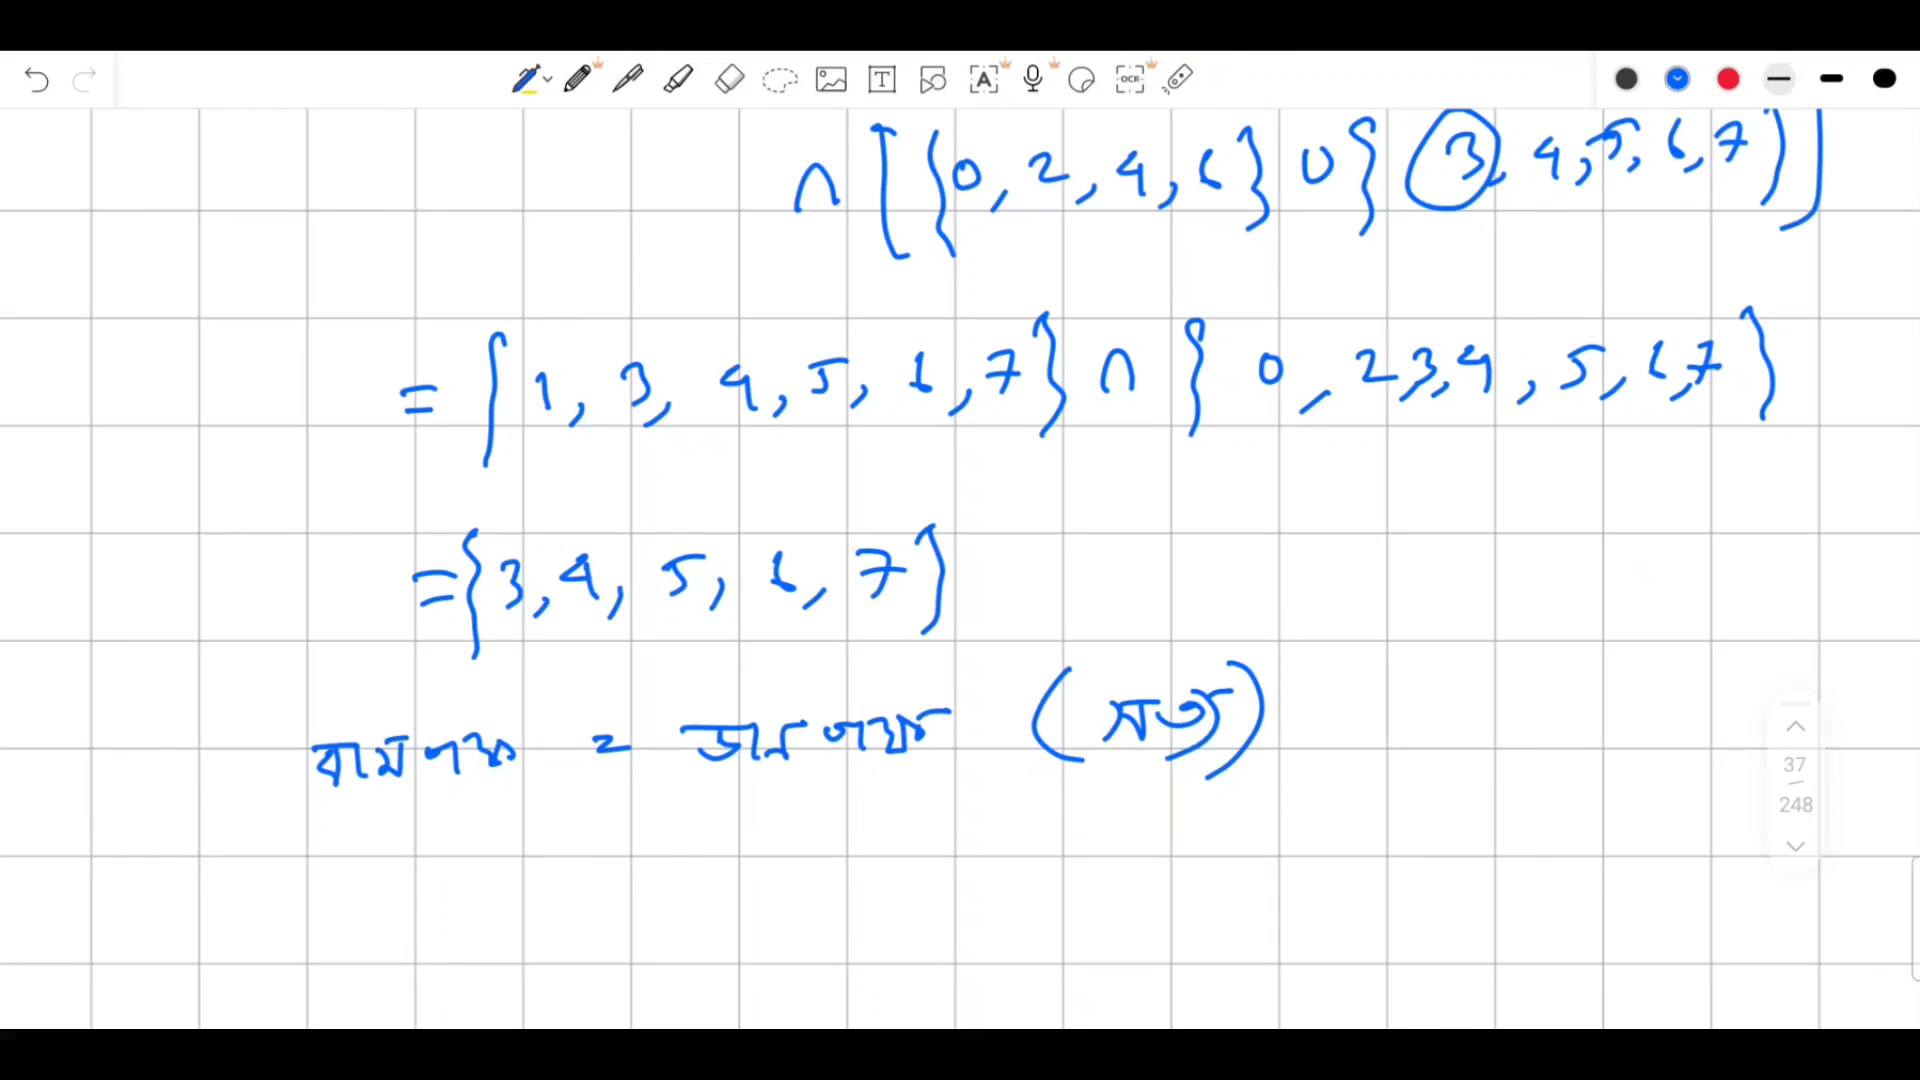 ∩ [{0, 2, 4, 6} ∪ { 3, 4, 5, 6, 7}]
= {1, 3, 4, 5, 6, 7} ∩ { 0, 2, 3, 4, 5, 6, 7}
= {3, 4, 5, 6, 7}
বামপক্ষ = ডানপক্ষ (সত্য)
37
248